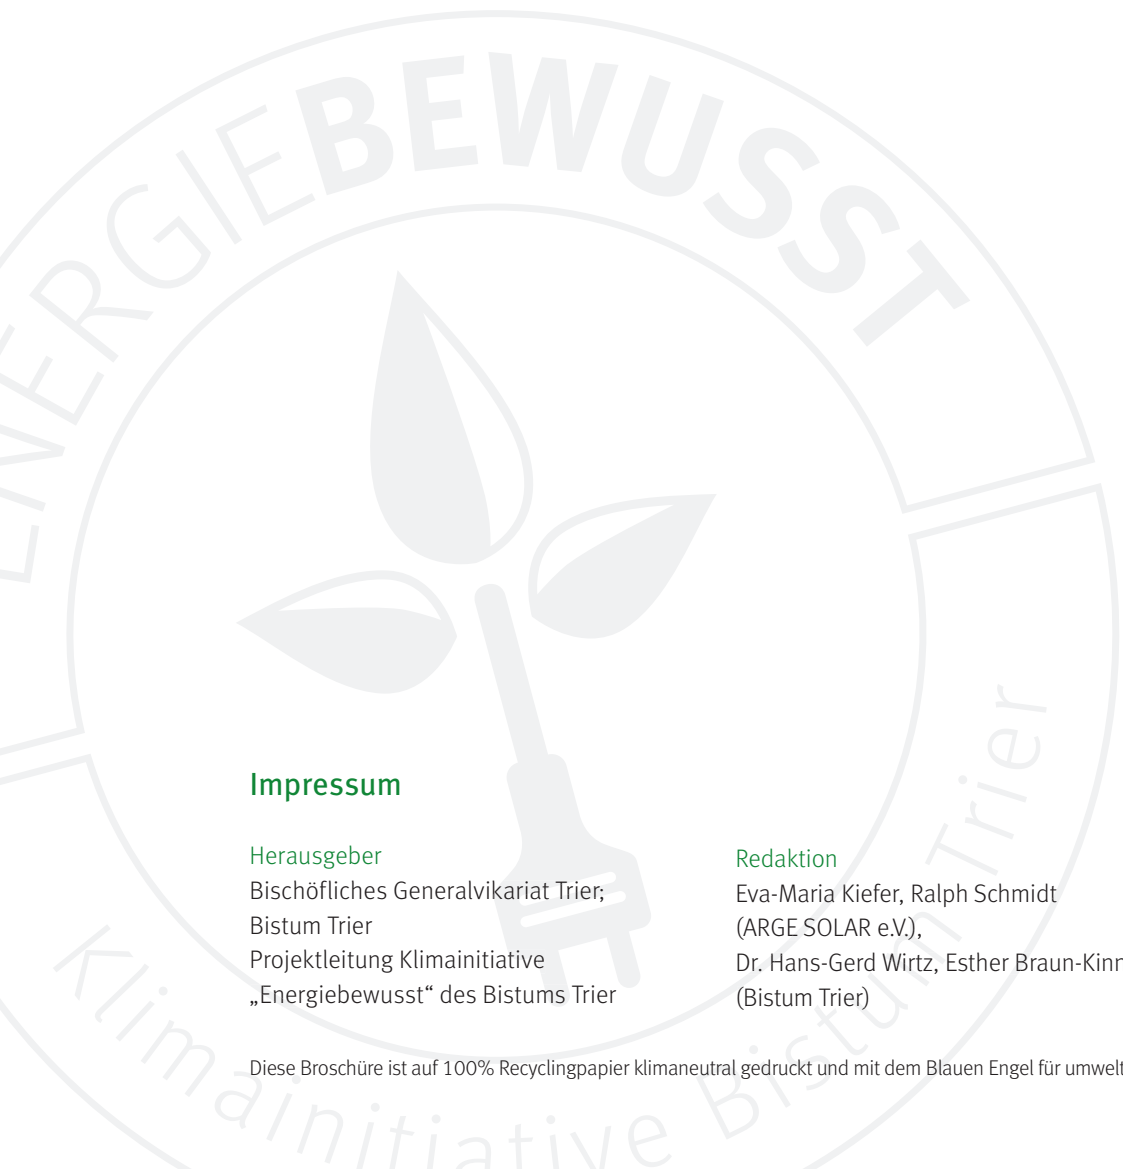 ENERGIEBEWUSST
Klimainitiative Bistum Trier
Impressum
Herausgeber
Bischöfliches Generalvikariat Trier;
Bistum Trier
Projektleitung Klimainitiative
„Energiebewusst“ des Bistums Trier
Redaktion
Eva-Maria Kiefer, Ralph Schmidt
(ARGE SOLAR e.V.),
Dr. Hans-Gerd Wirtz, Esther Braun-Kinn
(Bistum Trier)
Diese Broschüre ist auf 100% Recyclingpapier klimaneutral gedruckt und mit dem Blauen Engel für umwelt